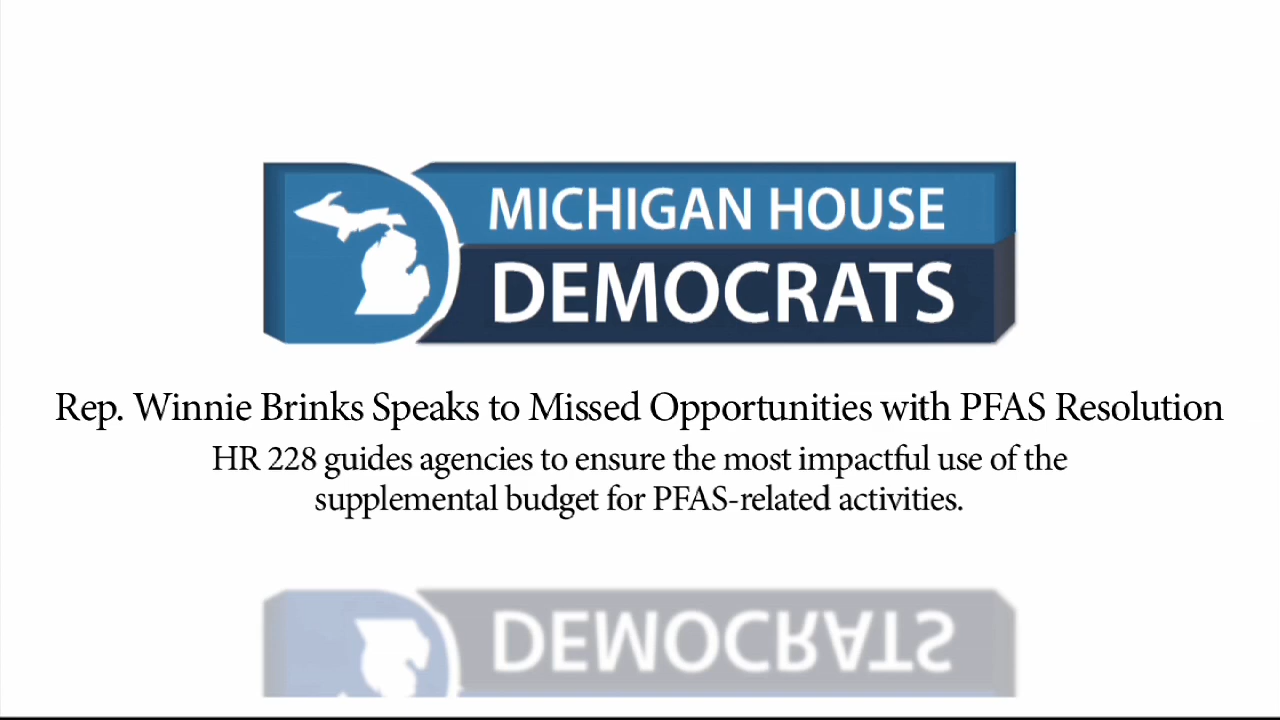 MICHIGAN HOUSE
DEMOCRATS
Rep. Winnie Brinks Speaks to Missed Opportunities with PFAS Resolution
HR 228 guides agencies to ensure the most impactful use of the
supplemental budget for PFAS-related activities.
DEMOCRATS